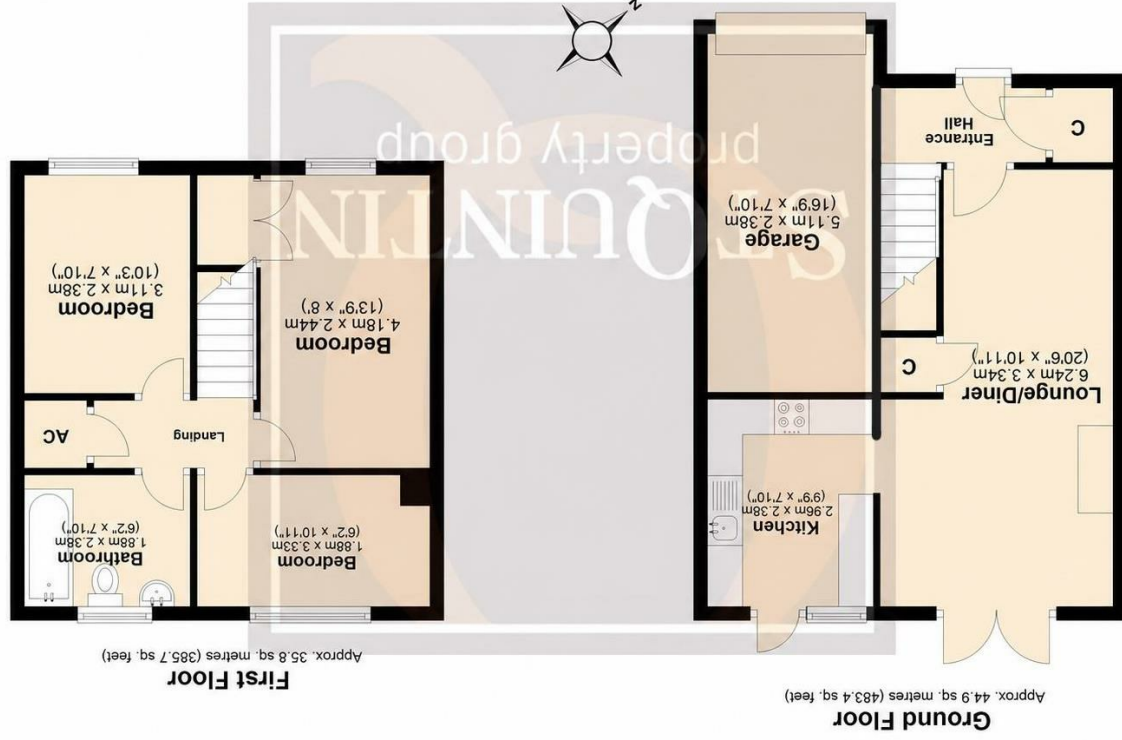 Ground Floor
Approx. 44.9 sq. metres (483.4 sq. feet)
Kitchen
2.96m x 2.38m
(9'9" x 7'10")
Lounge/Diner
6.24m x 3.34m
(20'6" x 10'11")
C
Garage
5.11m x 2.38m
(16'9" x 7'10")
Entrance
Hall
C
First Floor
Approx. 35.8 sq. metres (385.7 sq. feet)
Bedroom
1.88m x 3.33m
(6'2" x 10'11")
Bathroom
1.88m x 2.38m
(6'2" x 7'10")
Landing
AC
Bedroom
4.18m x 2.44m
(13'9" x 8')
Bedroom
3.11m x 2.38m
(10'3" x 7'10")
ST QUINTIN
property group
N